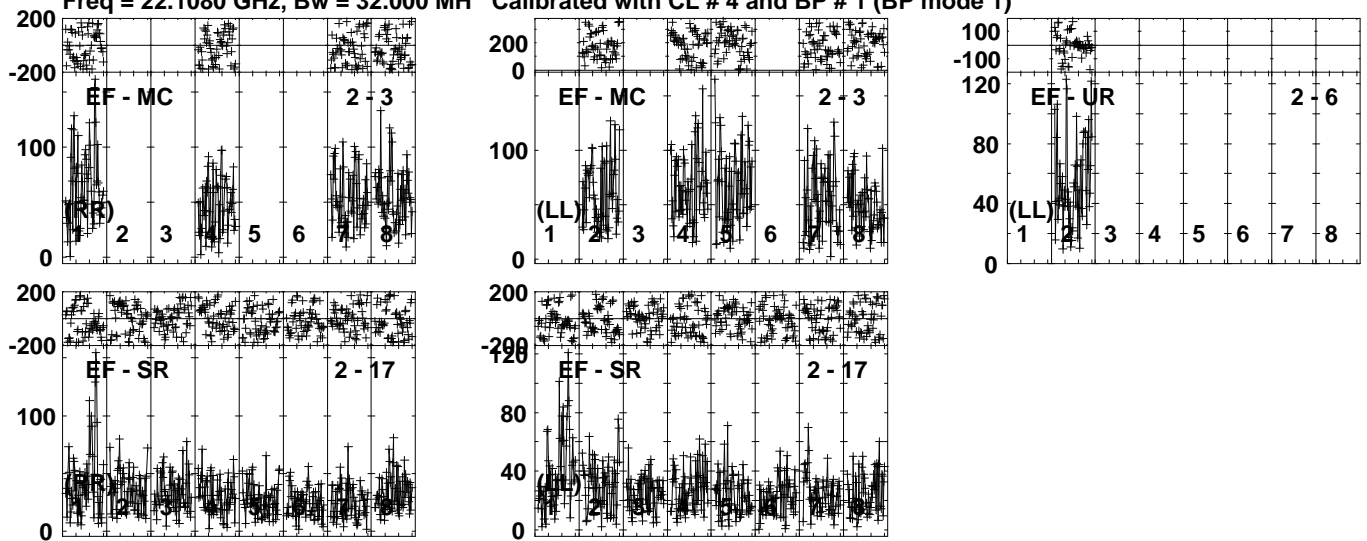 Freq = 22.1080 GHz, Bw = 32.000 MH Calibrated with CL # 4 and BP # 1 (BP mode 1)
200
-200
EF - MC 2 - 3
100
(RR)
1 2 3 4 5 6 7 8
0
200
0
EF - MC 2 - 3
100
(LL)
1 2 3 4 5 6 7 8
0
100
-100
120
EF - UR 2 - 6
80
40
(LL)
1 2 3 4 5 6 7 8
0
200
-200
EF - SR 2 - 17
100
(RR)
1 2 3 4 5 6 7 8
0
200
-200
120
EF - SR 2 - 17
80
40
(LL)
1 2 3 4 5 6 7 8
0